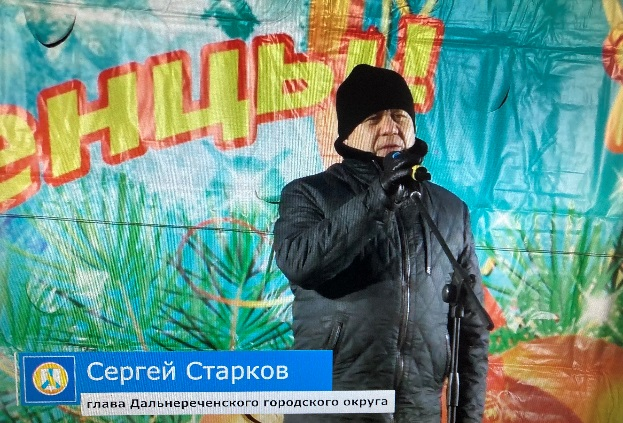 енцы!
Сергей Старков
глава Дальнереченского городского округа